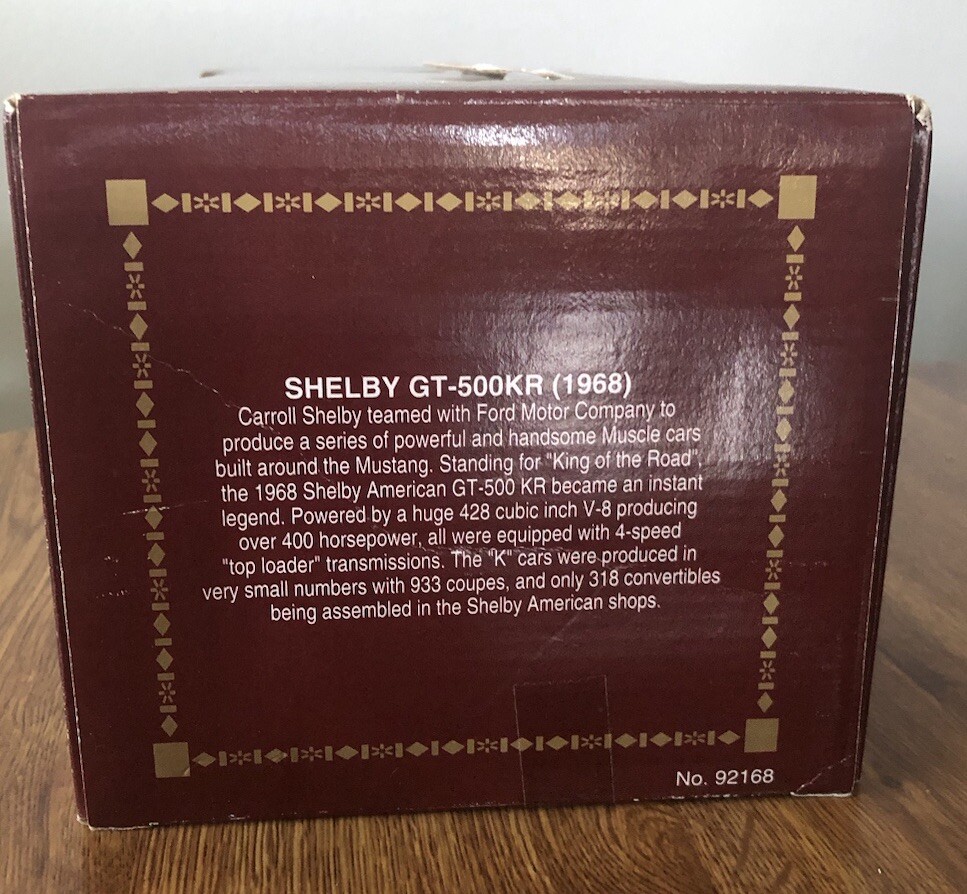 SHELBY GT-500KR (1968)
Carroll Shelby teamed with Ford Motor Company to
produce a series of powerful and handsome Muscle cars
built around the Mustang. Standing for "King of the Road",
the 1968 Shelby American GT-500 KR became an instant
legend. Powered by a huge 428 cubic inch V-8 producing
over 400 horsepower, all were equipped with 4-speed
"top loader" transmissions. The "K" cars were produced in
very small numbers with 933 coupes, and only 318 convertibles
being assembled in the Shelby American shops.
No. 92168